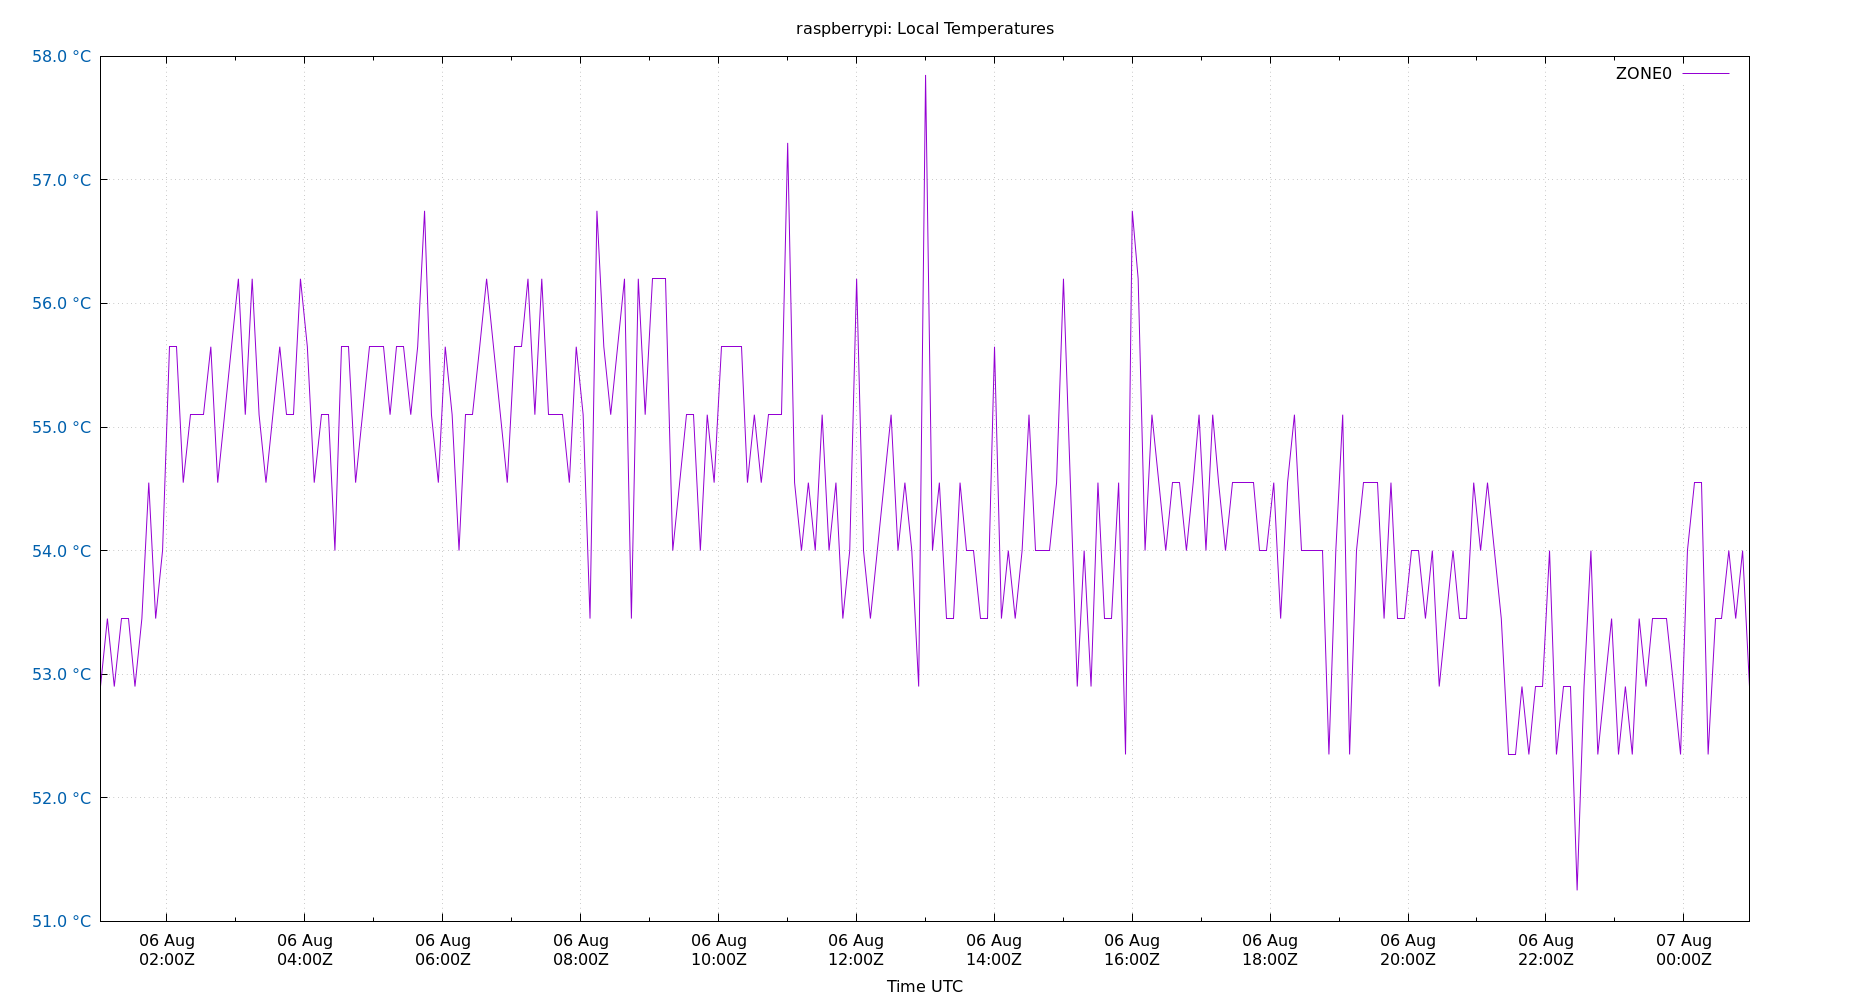 raspberrypi: Local Temperatures
58.0 °C
ZONE0
57.0 °C
56.0 °C
55.0 °C
54.0 °C
53.0 °C
52.0 °C
51.0 °C
06 Aug 06 Aug 06 Aug 06 Aug 06 Aug 06 Aug 06 Aug 06 Aug 06 Aug 06 Aug 06 Aug 07 Aug
02:00Z 04:00Z 06:00Z 08:00Z 10:00Z 12:00Z 14:00Z 16:00Z 18:00Z 20:00Z 22:00Z 00:00Z
Time UTC